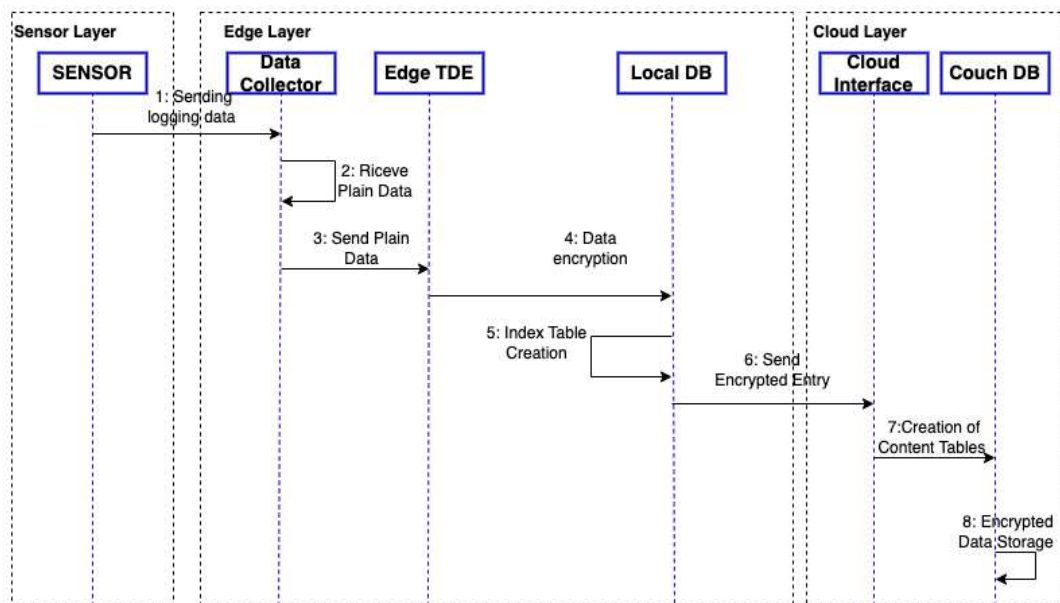 Sensor Layer
Edge Layer
Cloud Layer
SENSOR
Data
Collector
Edge TDE
Local DB
Cloud
Interface
Couch DB
1: Sending
logging data
2: Riceve
Plain Data
3: Send Plain
Data
4: Data
encryption
5: Index Table
Creation
6: Send
Encrypted Entry
7:Creation of
Content Tables
8: Encrypted
Data Storage